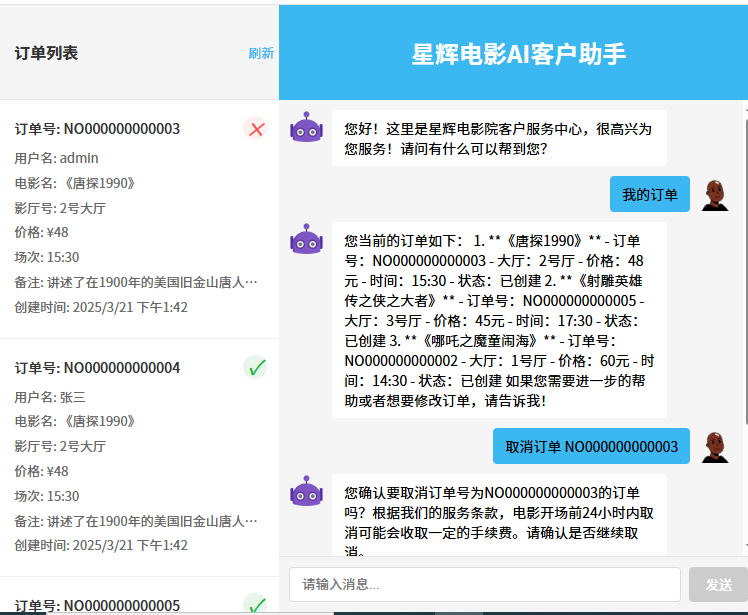 订单列表
刷新
订单号: NO000000000003
用户名: admin
电影名: 《唐探1990》
影厅号: 2号大厅
价格: ¥48
场次: 15:30
备注: 讲述了在1900年的美国旧金山唐人…
创建时间: 2025/3/21 下午1:42
订单号: NO000000000004
用户名: 张三
电影名: 《唐探1990》
影厅号: 2号大厅
价格: ¥48
场次: 15:30
备注: 讲述了在1900年的美国旧金山唐人…
创建时间: 2025/3/21 下午1:42
订单号: NO000000000005
星辉电影AI客户助手
您好！这里是星辉电影院客户服务中心，很高兴为
您服务！请问有什么可以帮到您？
我的订单
您当前的订单如下： 1. **《唐探1990》** - 订单
号：NO000000000003 - 大厅：2号厅 - 价格：48
元 - 时间：15:30 - 状态：已创建 2. **《射雕英雄
传之侠之大者》** - 订单号：NO000000000005 -
大厅：3号厅 - 价格：45元 - 时间：17:30 - 状态：
已创建 3. **《哪吒之魔童闹海》** - 订单号：
NO000000000002 - 大厅：1号厅 - 价格：60元 - 时
间：14:30 - 状态：已创建 如果您需要进一步的帮
助或者想要修改订单，请告诉我！
取消订单 NO000000000003
您确认要取消订单号为NO000000000003的订单
吗？根据我们的服务条款，电影开场前24小时内取
消可能会收取一定的手续费。请确认是否继续取
消。
请输入消息...
发送